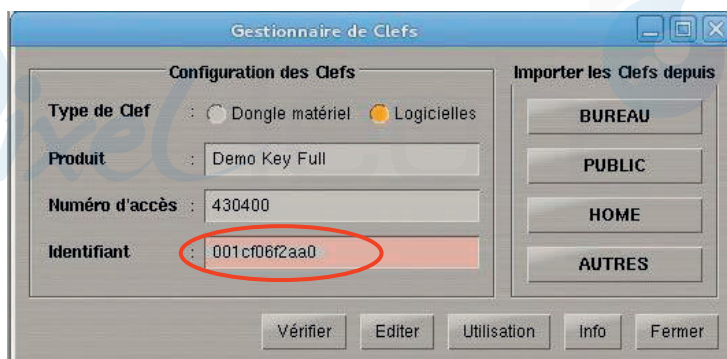 Gestionnaire de Clefs
Configuration des Clefs
Type de Clef : Dongle matériel Logicielles
Produit : Demo Key Full
Numéro d'accès : 430400
Identifiant : 001cf06f2aa0
Importer les Clefs depuis
BUREAU
PUBLIC
HOME
AUTRES
Vérifier Editer Utilisation Info Fermer